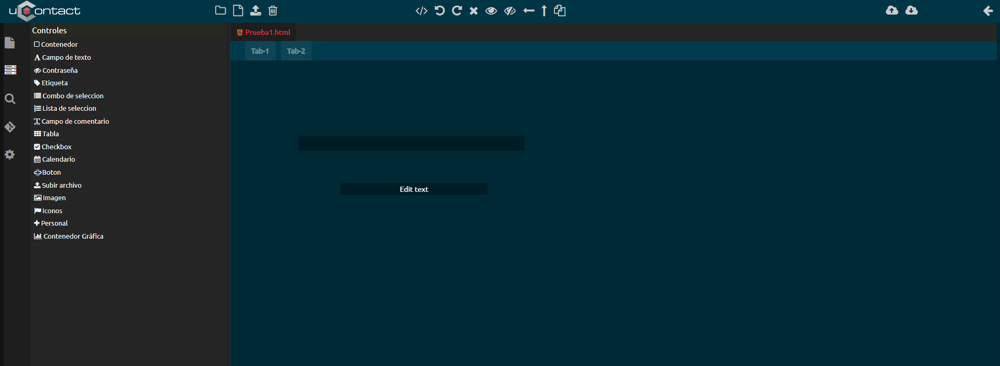 uContact
Controles
Contenedor
Campo de texto
Contraseña
Etiqueta
Combo de seleccion
Lista de seleccion
Campo de comentario
Tabla
Checkbox
Calendario
Boton
Subir archivo
Imagen
Iconos
Personal
Contenedor Gráfica
Prueba1.html
Tab-1 Tab-2
Edit text